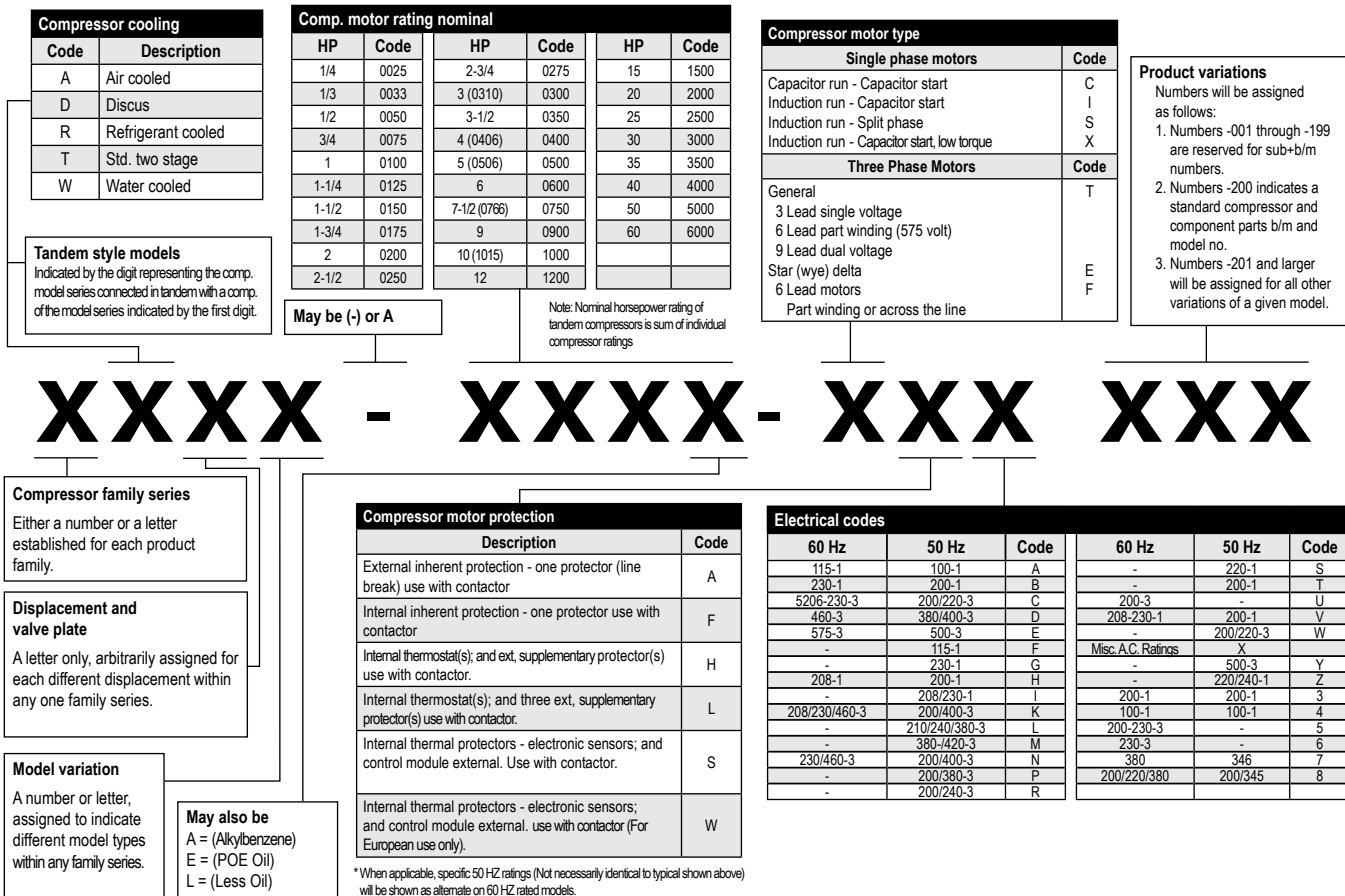 Compressor cooling
Code Description
A Air cooled
D Discus
R Refrigerant cooled
T Std. two stage
W Water cooled
Tandem style models
Indicated by the digit representing the comp.
model series connected in tandem with a comp.
of the model series indicated by the first digit.
Comp. motor rating nominal
HP Code HP Code HP Code
1/4 0025 2-3/4 0275 15 1500
1/3 0033 3 (0310) 0300 20 2000
1/2 0050 3-1/2 0350 25 2500
3/4 0075 4 (0406) 0400 30 3000
1 0100 5 (0506) 0500 35 3500
1-1/4 0125 6 0600 40 4000
1-1/2 0150 7-1/2 (0766) 0750 50 5000
1-3/4 0175 9 0900 60 6000
2 0200 10 (1015) 1000
2-1/2 0250 12 1200
May be (-) or A
Note: Nominal horsepower rating of
tandem compressors is sum of individual
compressor ratings
Compressor motor type
Single phase motors Code
Capacitor run - Capacitor start C
Induction run - Capacitor start I
Induction run - Split phase S
Induction run - Capacitor start, low torque X
Three Phase Motors Code
General T
3 Lead single voltage
6 Lead part winding (575 volt)
9 Lead dual voltage
Star (wye) delta E
6 Lead motors F
Part winding or across the line
Product variations
Numbers will be assigned
as follows:
1. Numbers -001 through -199
are reserved for sub+b/m
numbers.
2. Numbers -200 indicates a
standard compressor and
component parts b/m and
model no.
3. Numbers -201 and larger
will be assigned for all other
variations of a given model.
XXXX - XXXX- XXX XXX
Compressor family series
Either a number or a letter
established for each product
family.
Displacement and
valve plate
A letter only, arbitrarily assigned for
each different displacement within
any one family series.
Model variation
A number or letter,
assigned to indicate
different model types
within any family series.
May also be
A = (Alkylbenzene)
E = (POE Oil)
L = (Less Oil)
Compressor motor protection
Description Code
External inherent protection - one protector (line
break) use with contactor A
Internal inherent protection - one protector use with
contactor F
Internal thermostat(s); and ext, supplementary protector(s)
use with contactor. H
Internal thermostat(s); and three ext, supplementary
protector(s) use with contactor. L
Internal thermal protectors - electronic sensors; and
control module external. Use with contactor. S
Internal thermal protectors - electronic sensors;
and control module external. use with contactor (For
European use only). W
* When applicable, specific 50 HZ ratings (Not necessarily identical to typical shown above)
will be shown as alternate on 60 HZ rated models.
Electrical codes
60 Hz 50 Hz Code 60 Hz 50 Hz Code
115-1 100-1 A - 220-1 S
230-1 200-1 B - 200-1 T
5206-230-3 200/220-3 C 200-3 - U
460-3 380/400-3 D 208-230-1 200-1 V
575-3 500-3 E - 200/220-3 W
- 115-1 F Misc. A.C. Ratings X
- 230-1 G - 500-3 Y
208-1 200-1 H - 220/240-1 Z
- 208/230-1 I 200-1 200-1 3
208/230/460-3 200/400-3 K 100-1 100-1 4
- 210/240/380-3 L 200-230-3 - 5
- 380-/420-3 M 230-3 - 6
230/460-3 200/400-3 N 380 346 7
- 200/380-3 P 200/220/380 200/345 8
- 200/240-3 R